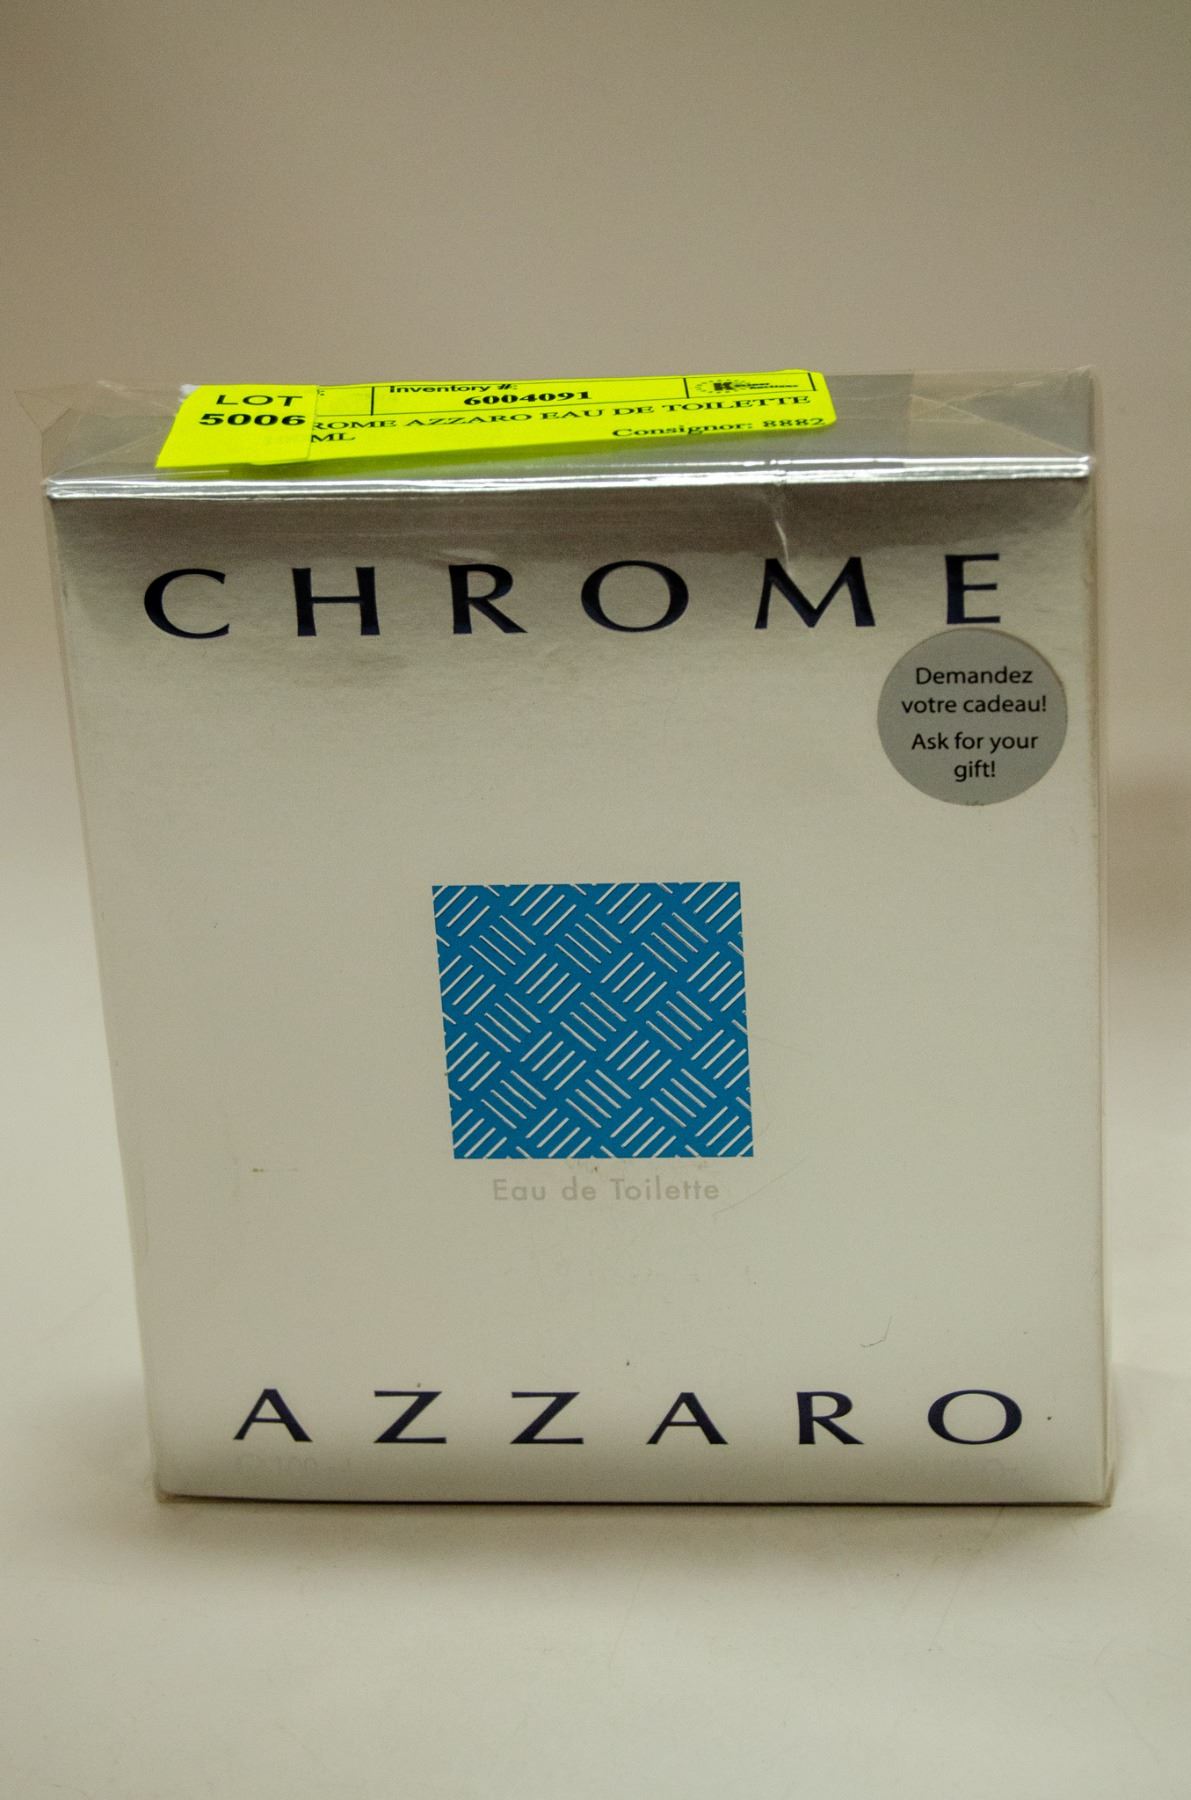 LOT
5006
Inventory #:
6004091
ROME AZZARO EAU DE TOILETTE
ML
Consignor: 8882
CHROME
Demandez
votre cadeau!
Ask for your
gift!
Eau de Toilette
AZZARO